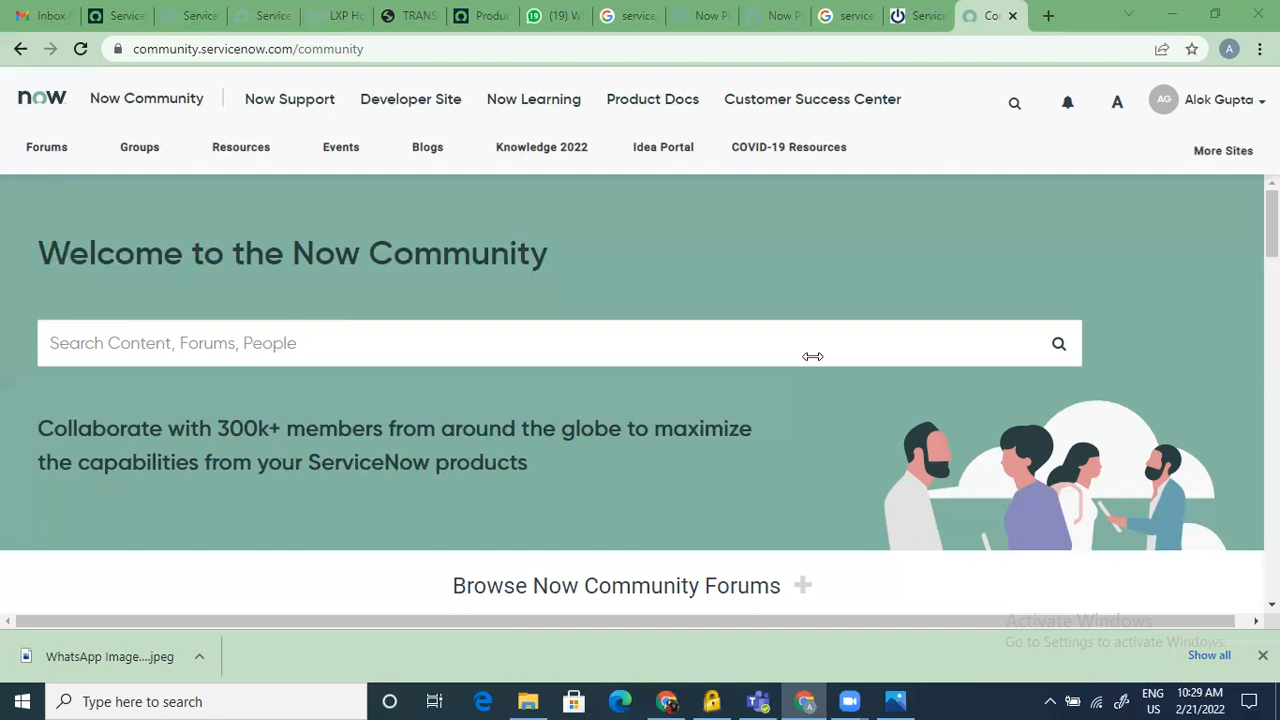 Inbox
Service
Service
Service
LXP Ho
TRANS
Produc
(19) W
service
Now Pl
Now Pl
service
Service
Co
community.servicenow.com/community
A
now
Now Community
Now Support
Developer Site
Now Learning
Product Docs
Customer Success Center
A
AG
Alok Gupta
Forums
Groups
Resources
Events
Blogs
Knowledge 2022
Idea Portal
COVID-19 Resources
More Sites
Welcome to the Now Community
Search Content, Forums, People
Collaborate with 300k+ members from around the globe to maximize
the capabilities from your ServiceNow products
Browse Now Community Forums
Activate Windows
Go to Settings to activate Windows.
WhatsApp Image....jpeg
Show all
Type here to search
ENG
US
10:29 AM
2/21/2022